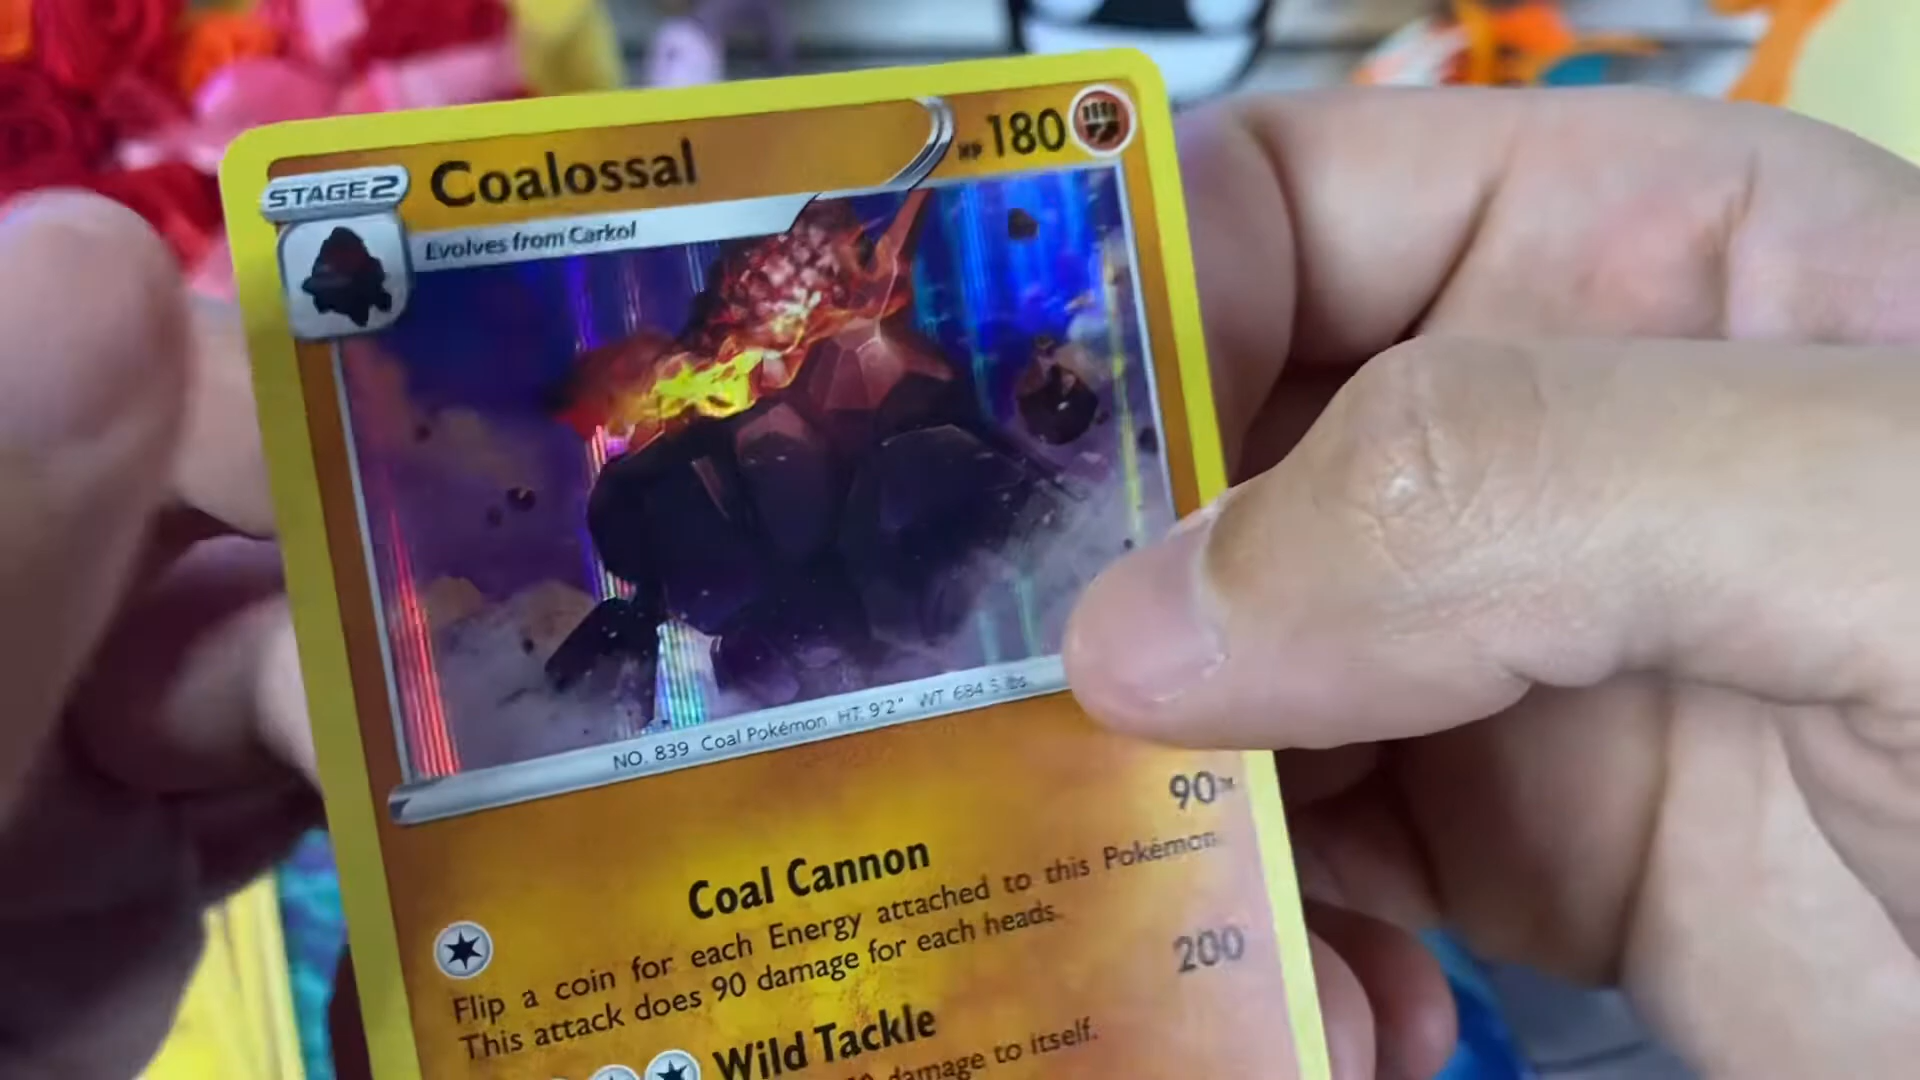 STAGE 2 Coalossal HP 180
Evolves from Carkol
NO. 839 Coal Pokémon HT: 9'2" WT: 684.5 lbs.
Coal Cannon 90×
Flip a coin for each Energy attached to this Pokémon.
This attack does 90 damage for each heads.
Wild Tackle 200
damage to itself.